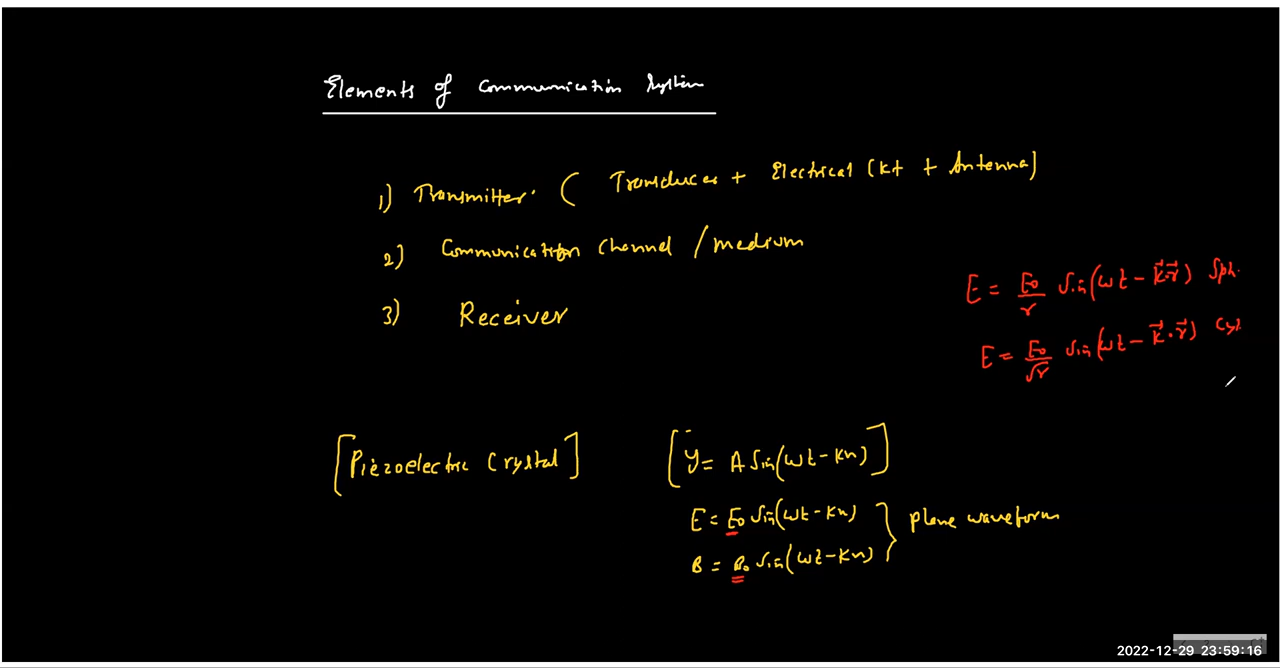 Elements of Communication System
1) Transmitter. ( Transducer + Electrical Ckt + Antenna)
2) Communication Channel / medium
3) Receiver
E = E₀/r Sin(ωt − k⃗·r⃗) Sph.
E = E₀/√r Sin(ωt − k⃗·r⃗) Cyl
[Piezoelectric Crystal]
[y = A Sin(ωt − kx)]
E = E₀ Sin(ωt − kx)
B = B₀ Sin(ωt − kx) } plane waveform
2022-12-29 23:59:16